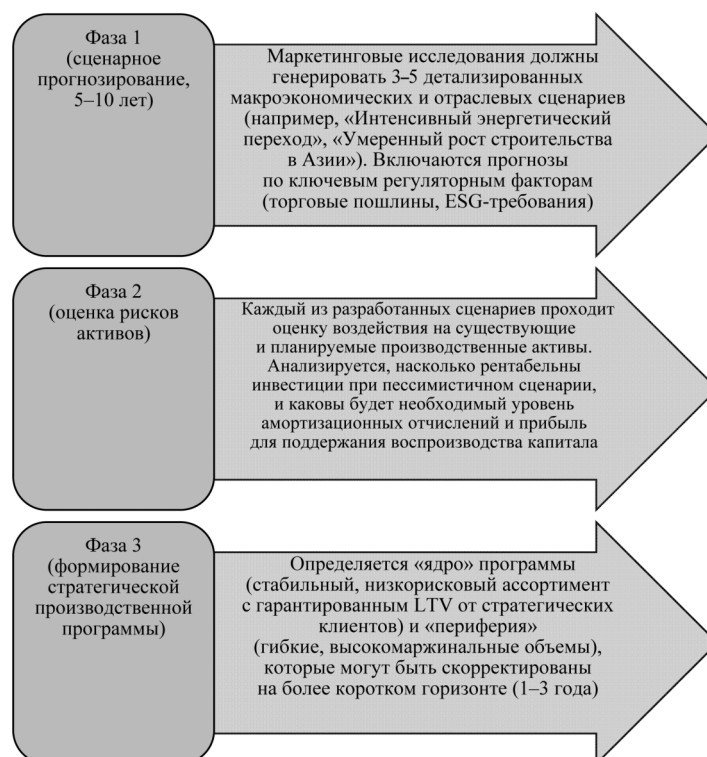 Фаза 1
(сценарное
прогнозирование,
5–10 лет)
Маркетинговые исследования должны
генерировать 3–5 детализированных
макроэкономических и отраслевых сценариев
(например, «Интенсивный энергетический
переход», «Умеренный рост строительства
в Азии»). Включаются прогнозы
по ключевым регуляторным факторам
(торговые пошлины, ESG-требования)
Фаза 2
(оценка рисков
активов)
Каждый из разработанных сценариев проходит
оценку воздействия на существующие
и планируемые производственные активы.
Анализируется, насколько рентабельны
инвестиции при пессимистичном сценарии,
и каковы будет необходимый уровень
амортизационных отчислений и прибыль
для поддержания воспроизводства капитала
Фаза 3
(формирование
стратегической
производственной
программы)
Определяется «ядро» программы
(стабильный, низкорисковый ассортимент
с гарантированным LTV от стратегических
клиентов) и «периферия»
(гибкие, высокомаржинальные объемы),
которые могут быть скорректированы
на более коротком горизонте (1–3 года)